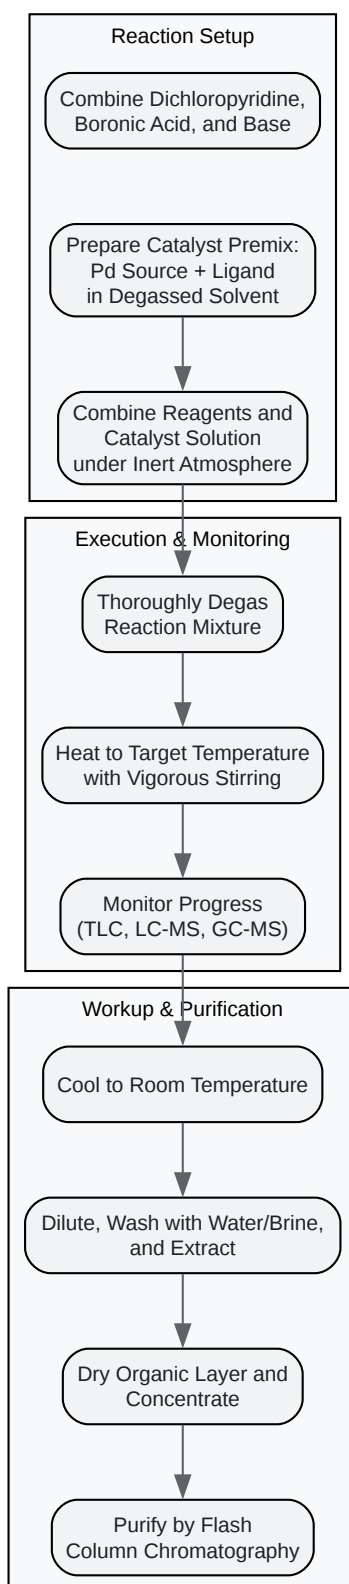 Reaction Setup
Combine Dichloropyridine,
Boronic Acid, and Base
Prepare Catalyst Premix:
Pd Source + Ligand
in Degassed Solvent
Combine Reagents and
Catalyst Solution
under Inert Atmosphere
Execution & Monitoring
Thoroughly Degas
Reaction Mixture
Heat to Target Temperature
with Vigorous Stirring
Monitor Progress
(TLC, LC-MS, GC-MS)
Workup & Purification
Cool to Room Temperature
Dilute, Wash with Water/Brine,
and Extract
Dry Organic Layer and
Concentrate
Purify by Flash
Column Chromatography